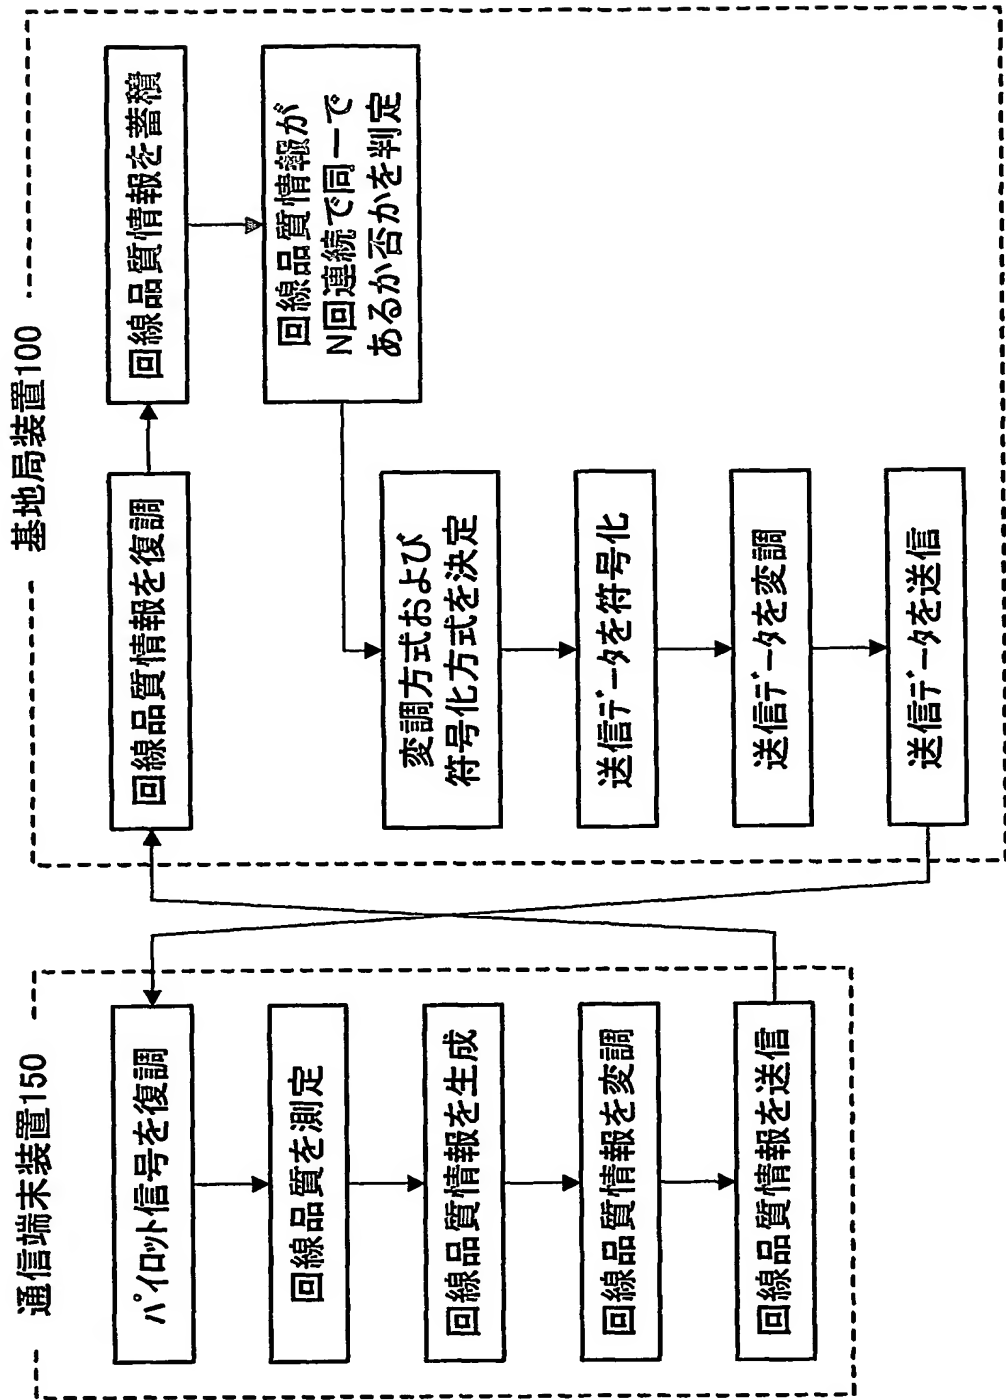 通信端末装置150
パイロット信号を復調
回線品質を測定
回線品質情報を生成
回線品質情報を変調
回線品質情報を送信
基地局装置100
回線品質情報を復調
回線品質情報を蓄積
回線品質情報が
N回連続で同一で
あるか否かを判定
変調方式および
符号化方式を決定
送信データを符号化
送信データを変調
送信データを送信